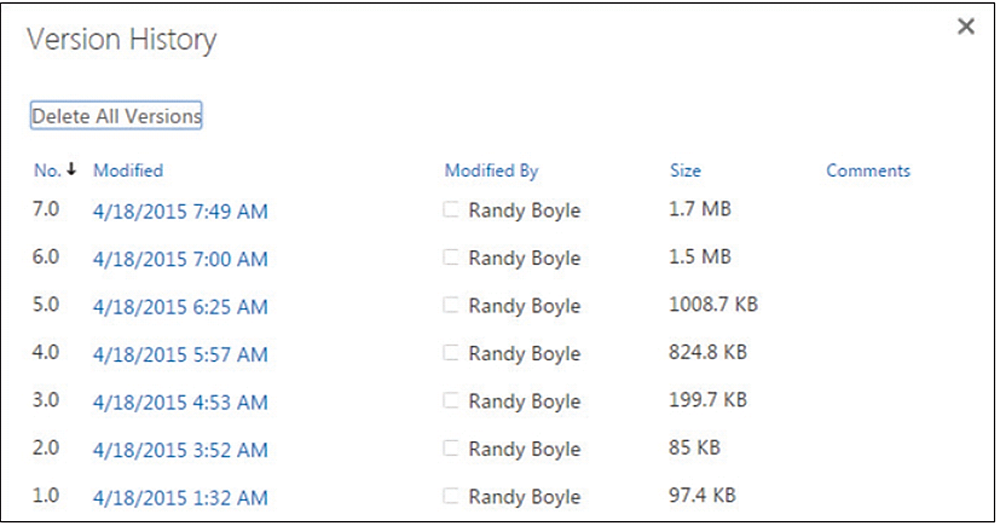 Version History
Delete All Versions
No. ↓ Modified Modified By Size Comments
7.0 4/18/2015 7:49 AM Randy Boyle 1.7 MB
6.0 4/18/2015 7:00 AM Randy Boyle 1.5 MB
5.0 4/18/2015 6:25 AM Randy Boyle 1008.7 KB
4.0 4/18/2015 5:57 AM Randy Boyle 824.8 KB
3.0 4/18/2015 4:53 AM Randy Boyle 199.7 KB
2.0 4/18/2015 3:52 AM Randy Boyle 85 KB
1.0 4/18/2015 1:32 AM Randy Boyle 97.4 KB